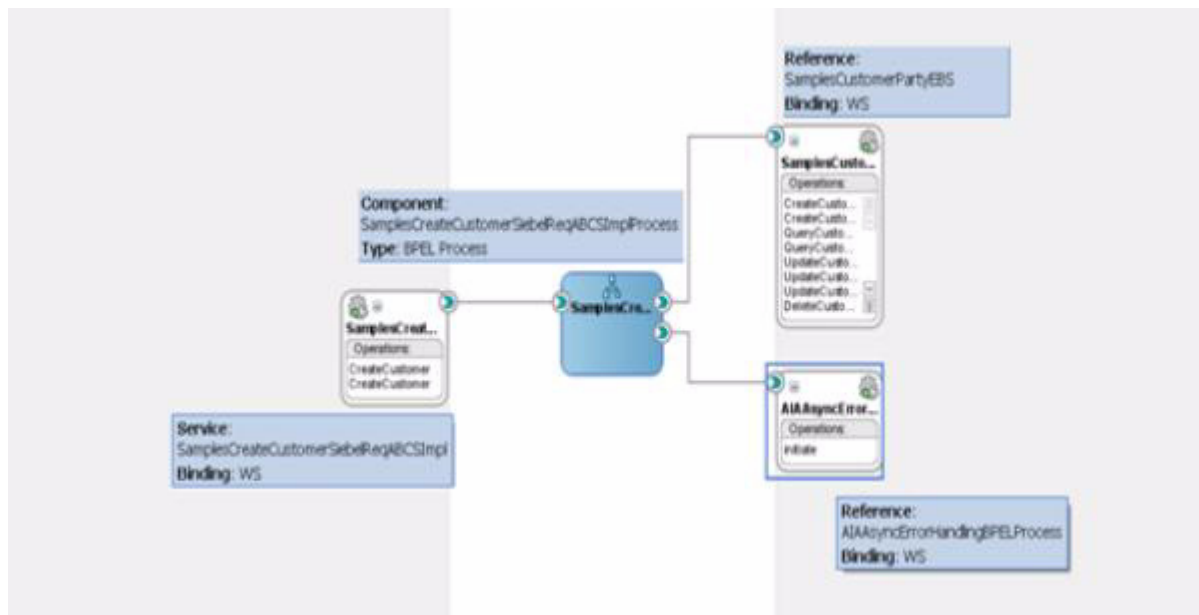 Reference:
SamplesCustomerPartyEBS
Binding: WS
SamplesCusto...
Operations
CreateCusto...
CreateCusto...
QueryCusto...
QueryCusto...
UpdateCusto...
UpdateCusto...
UpdateCusto...
DeleteCusto...
Component:
SamplesCreateCustomerSiebelReqABCSImplProcess
Type: BPEL Process
SamplesCre...
SamplesCreat...
Operations
CreateCustomer
CreateCustomer
Service:
SamplesCreateCustomerSiebelReqABCSImpl
Binding: WS
AIAAsyncError...
Operations
initiate
Reference:
AIAAsyncErrorHandlingBPELProcess
Binding: WS